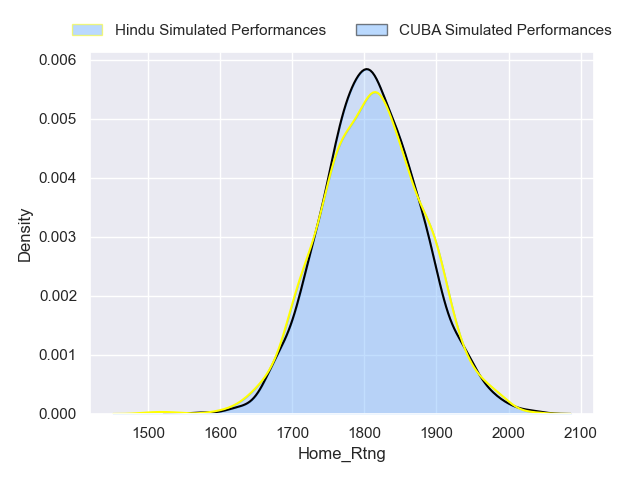 Hindu Simulated Performances CUBA Simulated Performances
0.006
0.005
0.004
0.003
0.002
0.001
0.000
Density
1500 1600 1700 1800 1900 2000 2100
Home_Rtng